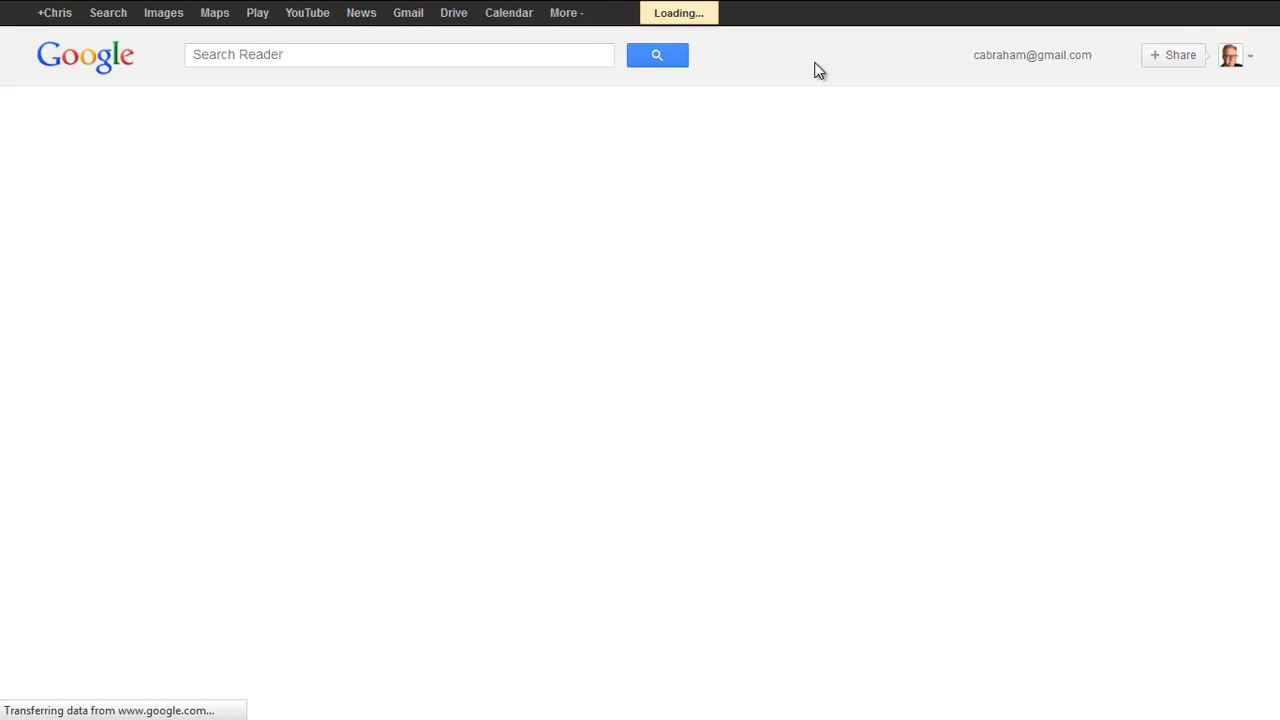 +Chris Search Images Maps Play YouTube News Gmail Drive Calendar More Loading...
Google Search Reader cabraham@gmail.com + Share
Transferring data from www.google.com...